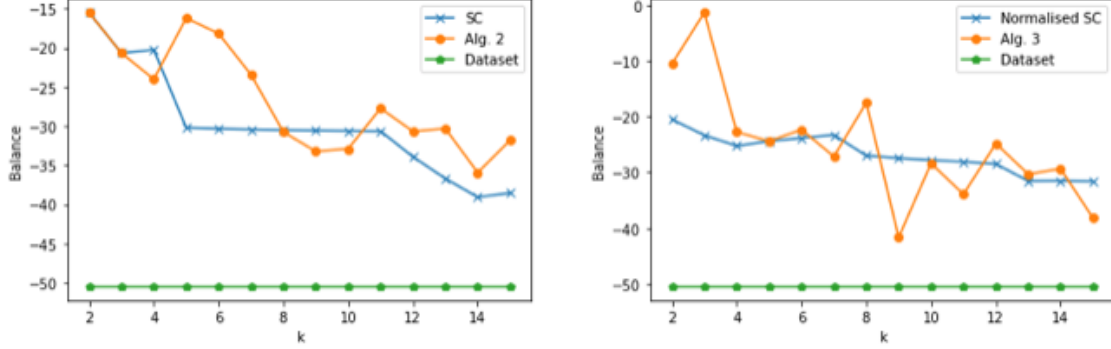 −15
−20
−25
−30
−35
−40
−45
−50
Balance
2 4 6 8 10 12 14
k
SC
Alg. 2
Dataset
0
−10
−20
−30
−40
−50
Balance
2 4 6 8 10 12 14
k
Normalised SC
Alg. 3
Dataset